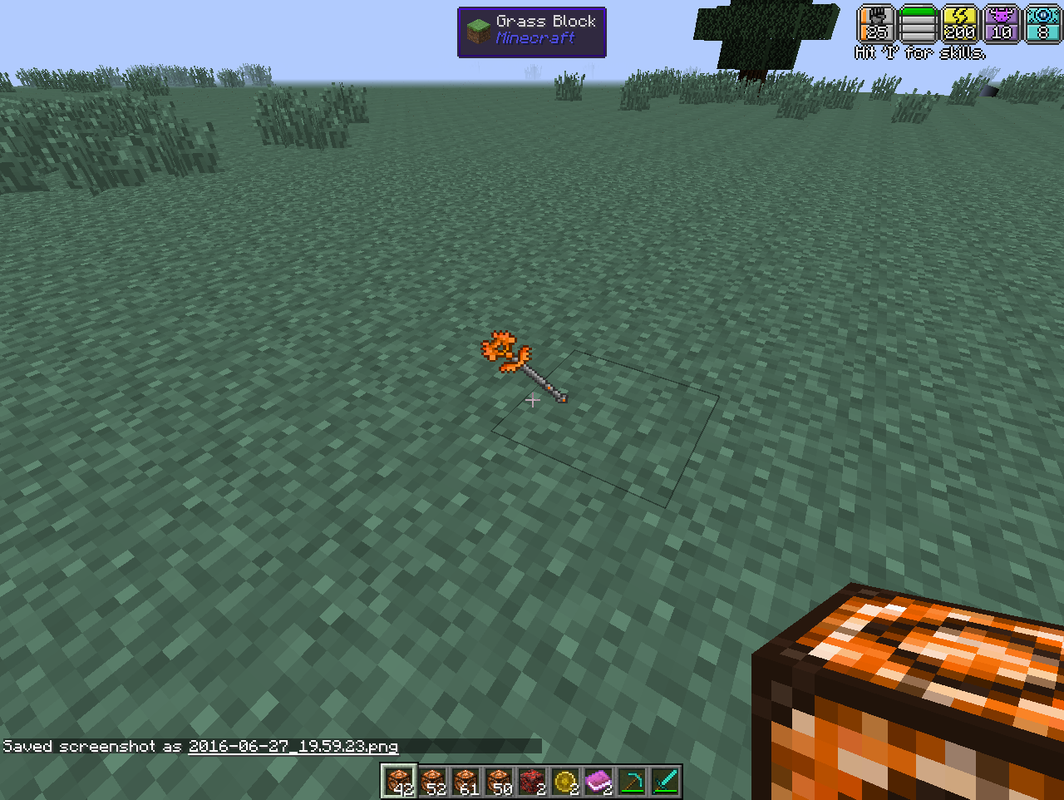 Grass Block
Minecraft
25
200
10
8
Hit 'l' for skills.
Saved screenshot as 2016-06-27_19.59.23.png
42
52
61
50
2
2
2